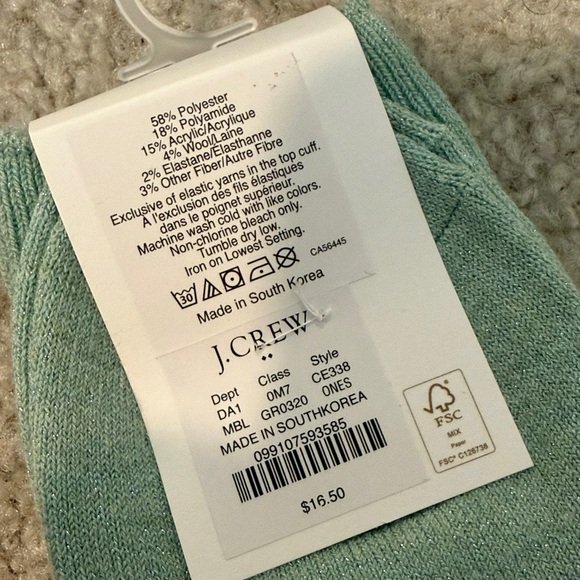 58% Polyester
18% Polyamide
15% Acrylic/Acrylique
4% Wool/Laine
2% Elastane/Elasthanne
3% Other Fiber/Autre Fibre
Exclusive of elastic yarns in the top cuff.
À l'exclusion des fils élastiques
dans le poignet supérieur.
Machine wash cold with like colors.
Non-chlorine bleach only.
Tumble dry low.
Iron on Lowest Setting.
CA56445
30
Made in South Korea
J.CREW
Dept Class Style
DA1 0M7 CE338
MBL GR0320 0NES
MADE IN SOUTHKOREA
099107593585
$16.50
FSC
MIX
Paper
FSC® C126738